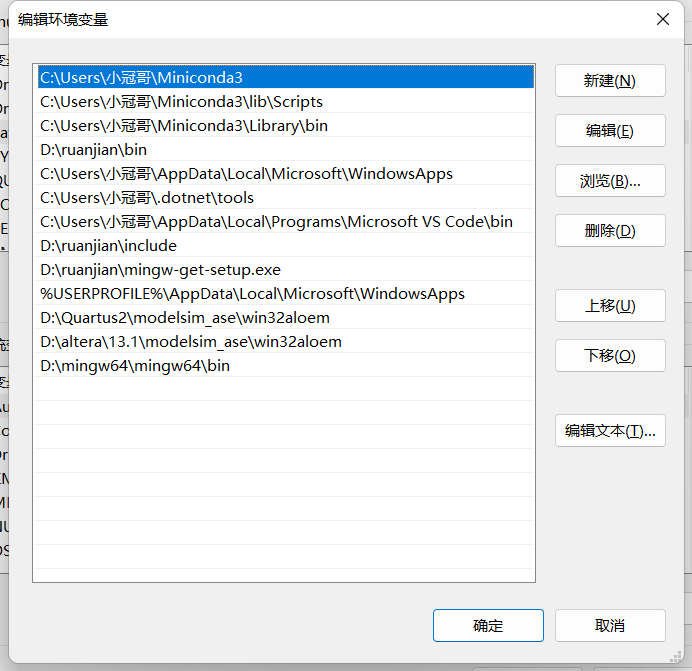 编辑环境变量
C:\Users\小冠哥\Miniconda3
C:\Users\小冠哥\Miniconda3\lib\Scripts
C:\Users\小冠哥\Miniconda3\Library\bin
D:\ruanjian\bin
C:\Users\小冠哥\AppData\Local\Microsoft\WindowsApps
C:\Users\小冠哥\.dotnet\tools
C:\Users\小冠哥\AppData\Local\Programs\Microsoft VS Code\bin
D:\ruanjian\include
D:\ruanjian\mingw-get-setup.exe
%USERPROFILE%\AppData\Local\Microsoft\WindowsApps
D:\Quartus2\modelsim_ase\win32aloem
D:\altera\13.1\modelsim_ase\win32aloem
D:\mingw64\mingw64\bin
新建(N)
编辑(E)
浏览(B)...
删除(D)
上移(U)
下移(O)
编辑文本(T)...
确定
取消